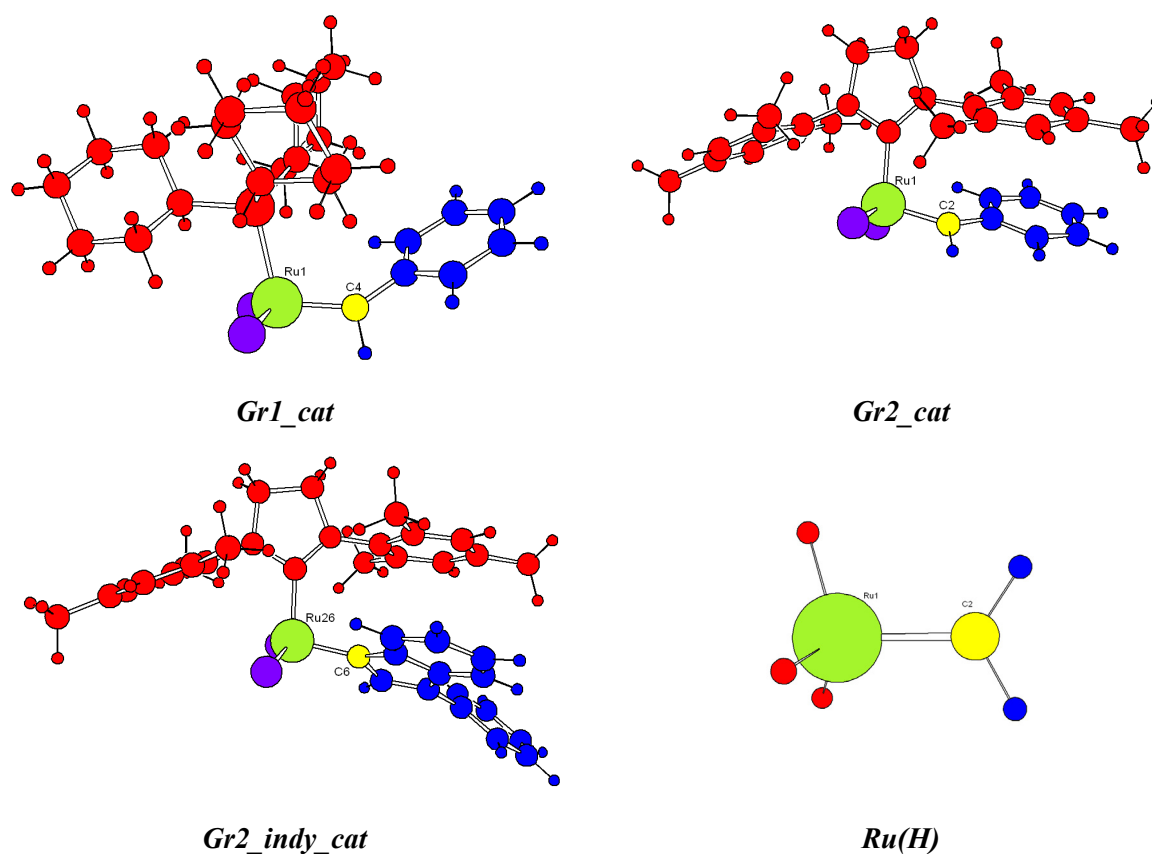 Ru1
C4
Gr1_cat
Ru1
C2
Gr2_cat
Ru26
C6
Gr2_indy_cat
Ru1
C2
Ru(H)